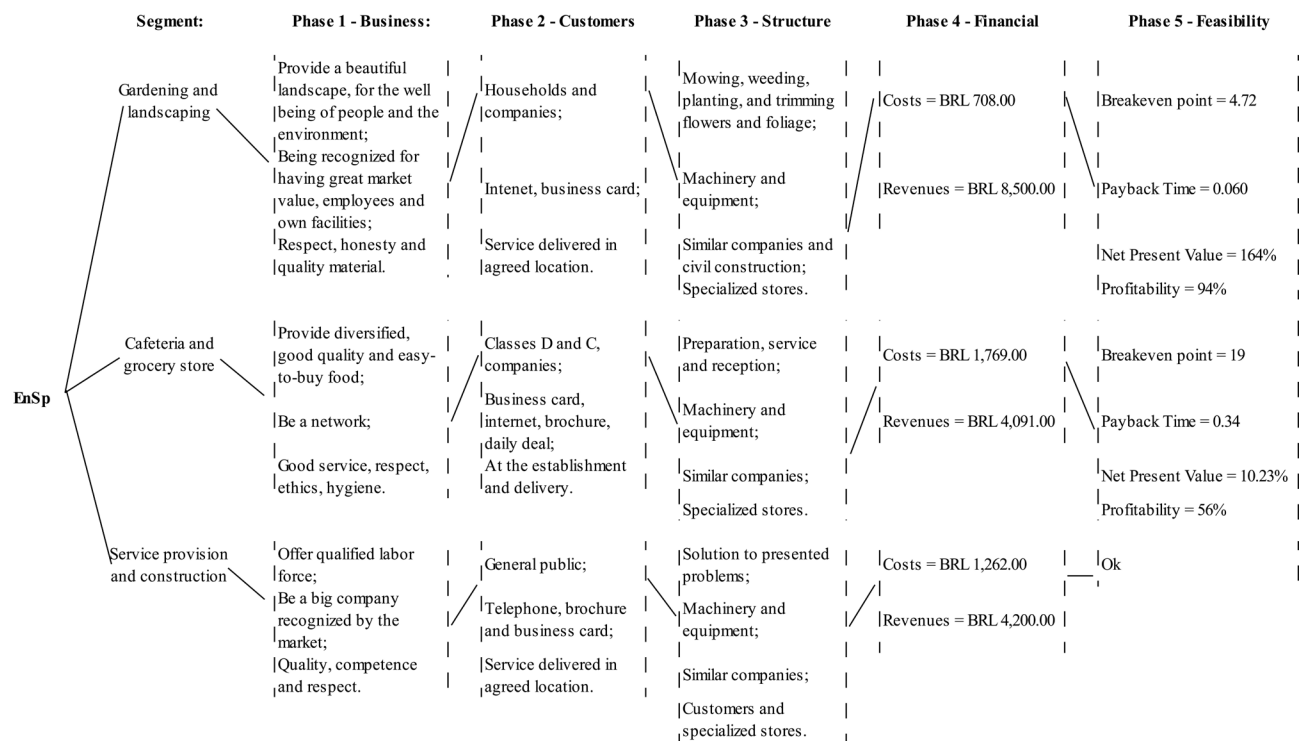 Segment:
Phase 1 - Business:
Phase 2 - Customers
Phase 3 - Structure
Phase 4 - Financial
Phase 5 - Feasibility
EnSp
Gardening and
landscaping
Provide a beautiful
landscape, for the well
being of people and the
environment;
Being recognized for
having great market
value, employees and
own facilities;
Respect, honesty and
quality material.
Households and
companies;
Intenet, business card;
Service delivered in
agreed location.
Mowing, weeding,
planting, and trimming
flowers and foliage;
Machinery and
equipment;
Similar companies and
civil construction;
Specialized stores.
Costs = BRL 708.00
Revenues = BRL 8,500.00
Breakeven point = 4.72
Payback Time = 0.060
Net Present Value = 164%
Profitability = 94%
Cafeteria and
grocery store
Provide diversified,
good quality and easy-
to-buy food;
Be a network;
Good service, respect,
ethics, hygiene.
Classes D and C,
companies;
Business card,
internet, brochure,
daily deal;
At the establishment
and delivery.
Preparation, service
and reception;
Machinery and
equipment;
Similar companies;
Specialized stores.
Costs = BRL 1,769.00
Revenues = BRL 4,091.00
Breakeven point = 19
Payback Time = 0.34
Net Present Value = 10.23%
Profitability = 56%
Service provision
and construction
Offer qualified labor
force;
Be a big company
recognized by the
market;
Quality, competence
and respect.
General public;
Telephone, brochure
and business card;
Service delivered in
agreed location.
Solution to presented
problems;
Machinery and
equipment;
Similar companies;
Customers and
specialized stores.
Costs = BRL 1,262.00
Revenues = BRL 4,200.00
Ok